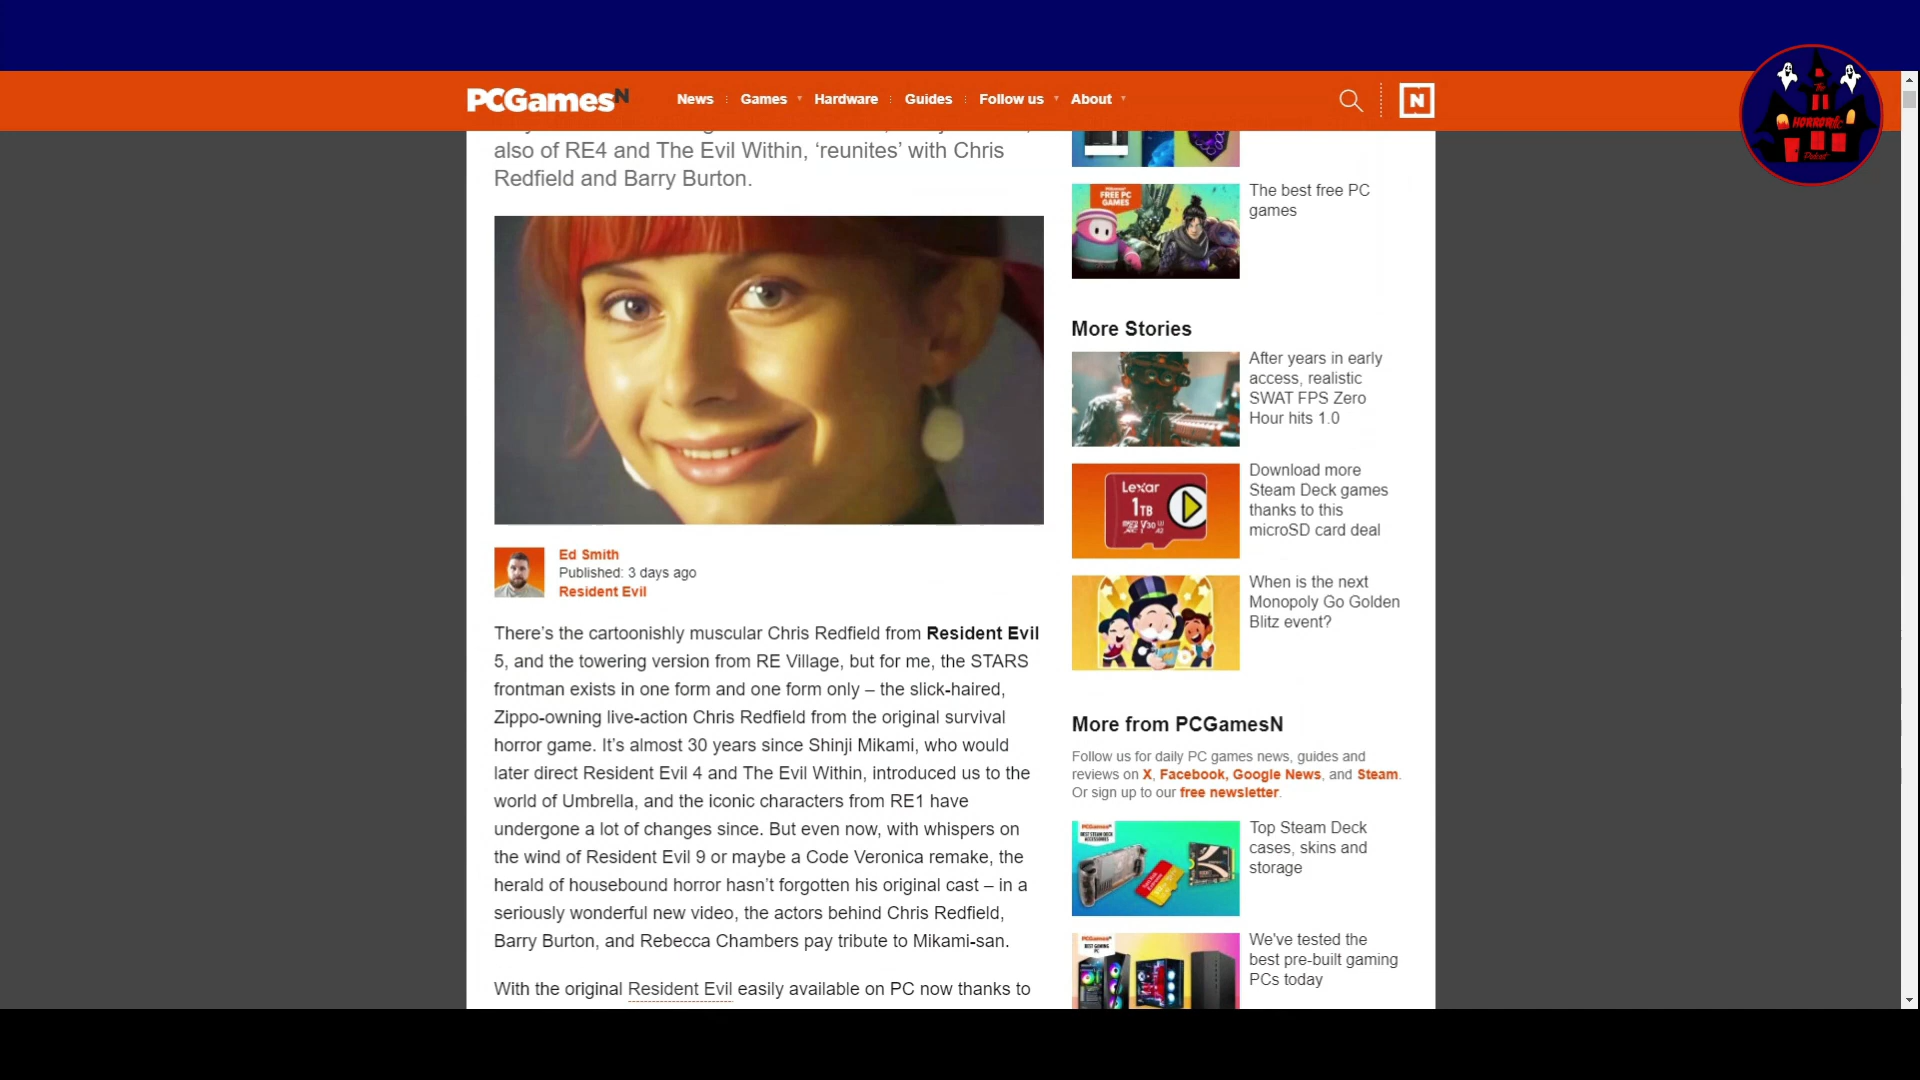 PCGamesN
News
Games
Hardware
Guides
Follow us
About
N
also of RE4 and The Evil Within, ‘reunites’ with Chris
Redfield and Barry Burton.
Ed Smith
Published: 3 days ago
Resident Evil
There’s the cartoonishly muscular Chris Redfield from Resident Evil
5, and the towering version from RE Village, but for me, the STARS
frontman exists in one form and one form only – the slick-haired,
Zippo-owning live-action Chris Redfield from the original survival
horror game. It’s almost 30 years since Shinji Mikami, who would
later direct Resident Evil 4 and The Evil Within, introduced us to the
world of Umbrella, and the iconic characters from RE1 have
undergone a lot of changes since. But even now, with whispers on
the wind of Resident Evil 9 or maybe a Code Veronica remake, the
herald of housebound horror hasn’t forgotten his original cast – in a
seriously wonderful new video, the actors behind Chris Redfield,
Barry Burton, and Rebecca Chambers pay tribute to Mikami-san.
With the original Resident Evil easily available on PC now thanks to
FREE PC
GAMES
The best free PC
games
More Stories
After years in early
access, realistic
SWAT FPS Zero
Hour hits 1.0
Lexar
1TB
Download more
Steam Deck games
thanks to this
microSD card deal
When is the next
Monopoly Go Golden
Blitz event?
More from PCGamesN
Follow us for daily PC games news, guides and
reviews on X, Facebook, Google News, and Steam.
Or sign up to our free newsletter.
PCGamesN
Top Steam Deck
cases, skins and
storage
PCGamesN
BEST GAMING
PC
We've tested the
best pre-built gaming
PCs today
The
Podcast